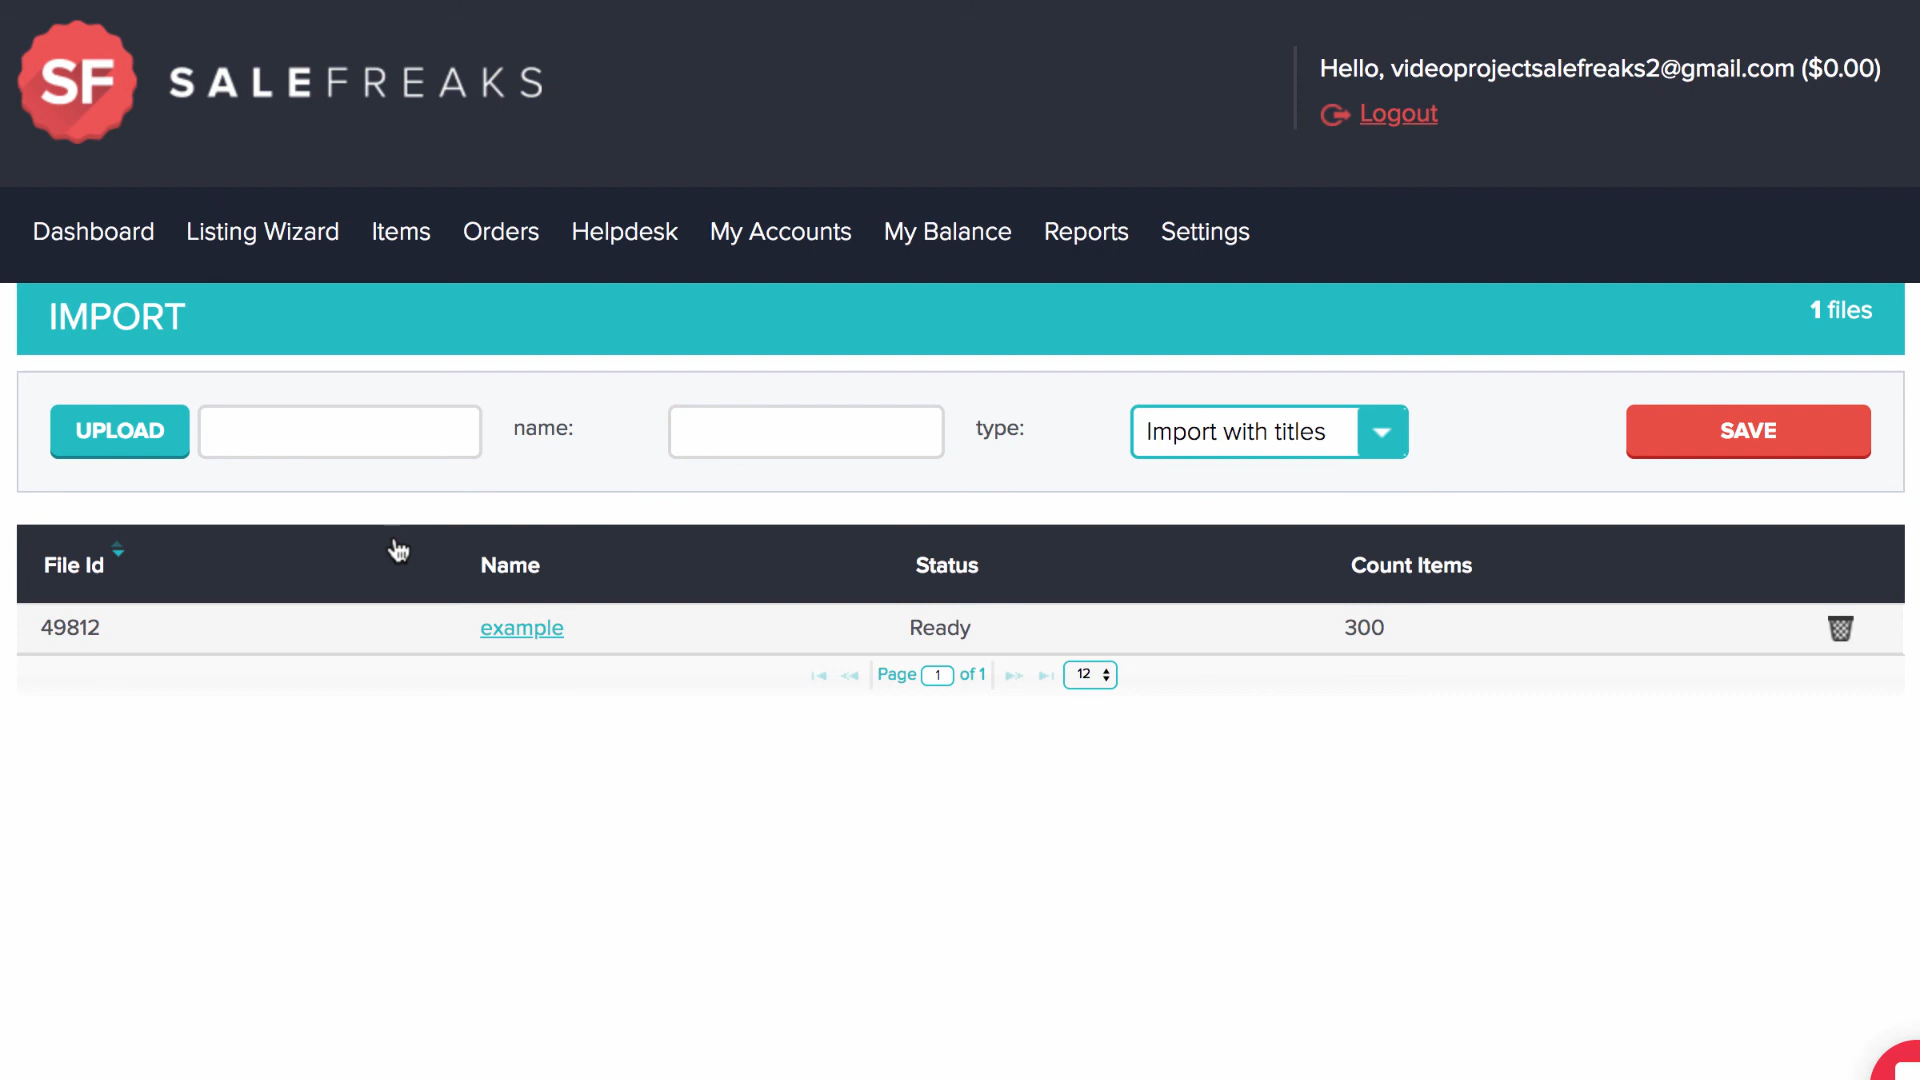 SF SALEFREAKS
Hello, videoprojectsalefreaks2@gmail.com ($0.00)
Logout
Dashboard Listing Wizard Items Orders Helpdesk My Accounts My Balance Reports Settings
IMPORT 1 files
UPLOAD name: type: Import with titles SAVE
File Id Name Status Count Items
49812 example Ready 300
Page 1 of 1 12